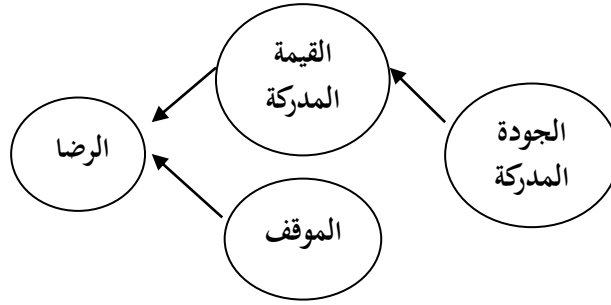 القيمة
المدركة
الجودة
المدركة
الرضا
الموقف